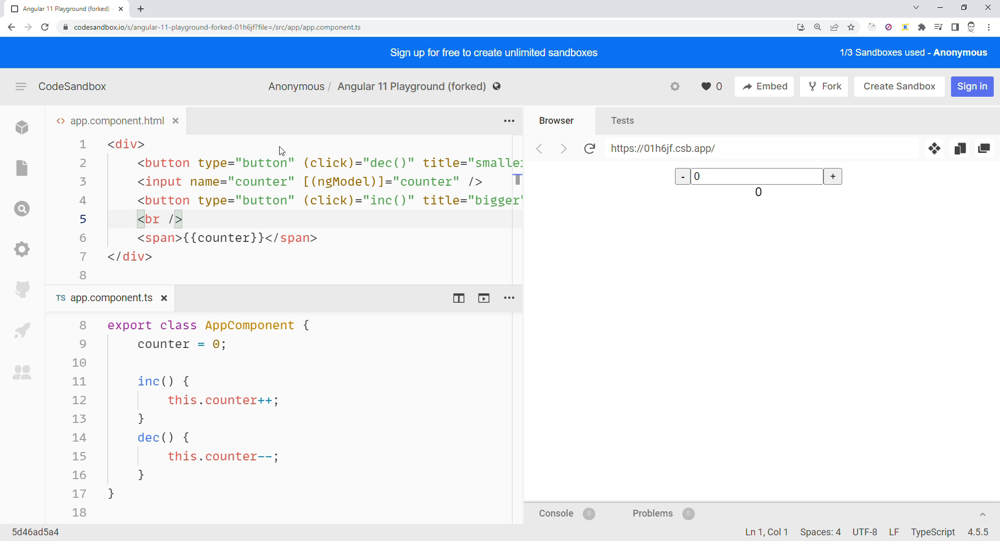 Angular 11 Playground (forked) -
codesandbox.io/s/angular-11-playground-forked-01h6jf?file=/src/app/app.component.ts
Sign up for free to create unlimited sandboxes
1/3 Sandboxes used - Anonymous
CodeSandbox
Anonymous / Angular 11 Playground (forked)
0
Embed
Fork
Create Sandbox
Sign in
<> app.component.html
1 <div>
2 <button type="button" (click)="dec()" title="smaller
3 <input name="counter" [(ngModel)]="counter" />
4 <button type="button" (click)="inc()" title="bigger"
5 <br />
6 <span>{{counter}}</span>
7 </div>
8
TS app.component.ts
8 export class AppComponent {
9 counter = 0;
10
11 inc() {
12 this.counter++;
13 }
14 dec() {
15 this.counter--;
16 }
17 }
18
Browser
Tests
https://01h6jf.csb.app/
- 0 +
0
Console 0
Problems 0
5d46ad5a4
Ln 1, Col 1 Spaces: 4 UTF-8 LF TypeScript 4.5.5